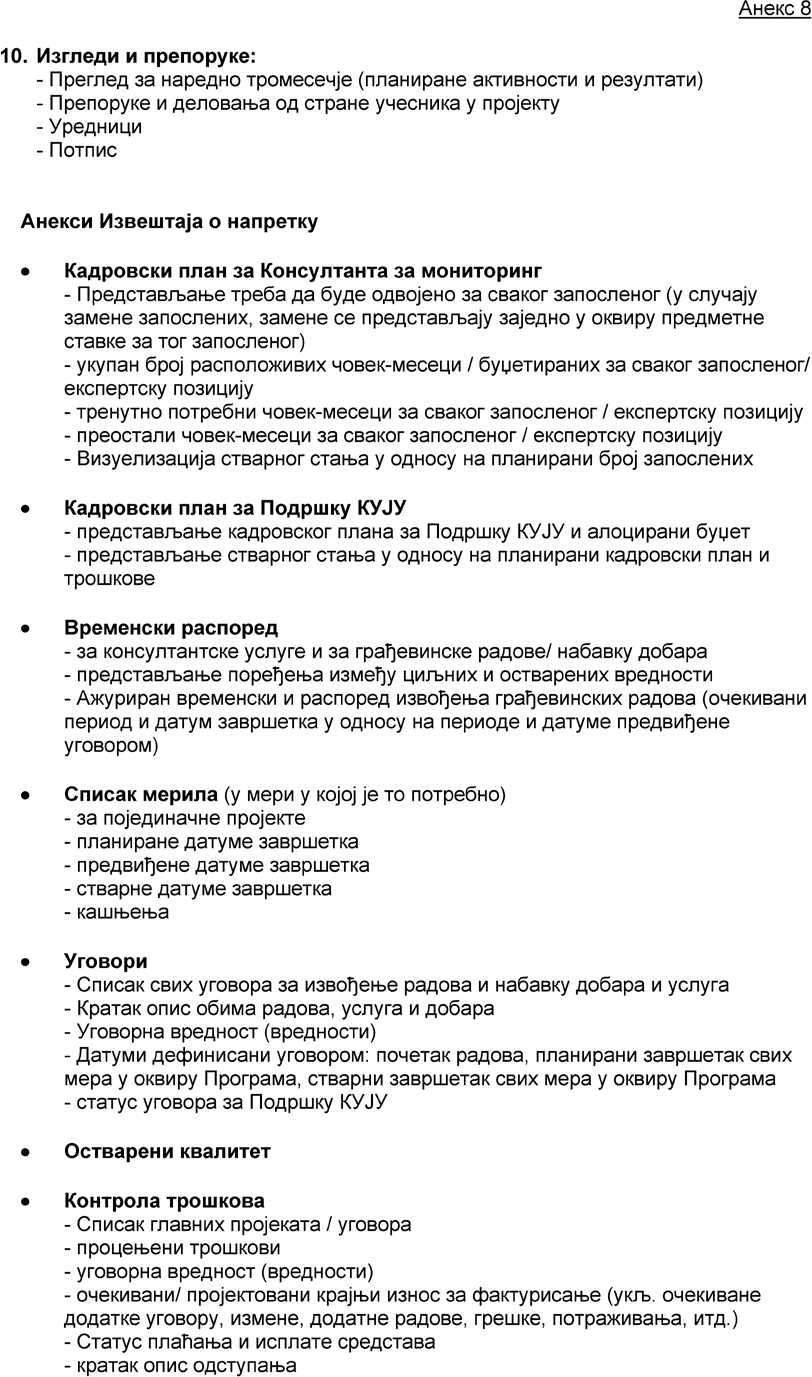 Анекс 8
10. Изгледи и препоруке:
- Преглед за наредно тромесечје (планиране активности и резултати)
- Препоруке и деловања од стране учесника у пројекту
- Уредници
- Потпис
Анекси Извештаја о напретку
• Кадровски план за Консултанта за мониторинг
- Представљање треба да буде одвојено за сваког запосленог (у случају
замене запослених, замене се представљају заједно у оквиру предметне
ставке за тог запосленог)
- укупан број расположивих човек-месеци / буџетираних за сваког запосленог/
експертску позицију
- тренутно потребни човек-месеци за сваког запосленог / експертску позицију
- преостали човек-месеци за сваког запосленог / експертску позицију
- Визуелизација стварног стања у односу на планирани број запослених
• Кадровски план за Подршку КУЈУ
- представљање кадровског плана за Подршку КУЈУ и алоцирани буџет
- представљање стварног стања у односу на планирани кадровски план и
трошкове
• Временски распоред
- за консултантске услуге и за грађевинске радове/ набавку добара
- представљање поређења између циљних и остварених вредности
- Ажуриран временски и распоред извођења грађевинских радова (очекивани
период и датум завршетка у односу на периоде и датуме предвиђене
уговором)
• Списак мерила (у мери у којој је то потребно)
- за појединачне пројекте
- планиране датуме завршетка
- предвиђене датуме завршетка
- стварне датуме завршетка
- кашњења
• Уговори
- Списак свих уговора за извођење радова и набавку добара и услуга
- Кратак опис обима радова, услуга и добара
- Уговорна вредност (вредности)
- Датуми дефинисани уговором: почетак радова, планирани завршетак свих
мера у оквиру Програма, стварни завршетак свих мера у оквиру Програма
- статус уговора за Подршку КУЈУ
• Остварени квалитет
• Контрола трошкова
- Списак главних пројеката / уговора
- процењени трошкови
- уговорна вредност (вредности)
- очекивани/ пројектовани крајњи износ за фактурисање (укљ. очекиване
додатке уговору, измене, додатне радове, грешке, потраживања, итд.)
- Статус плаћања и исплате средстава
- кратак опис одступања